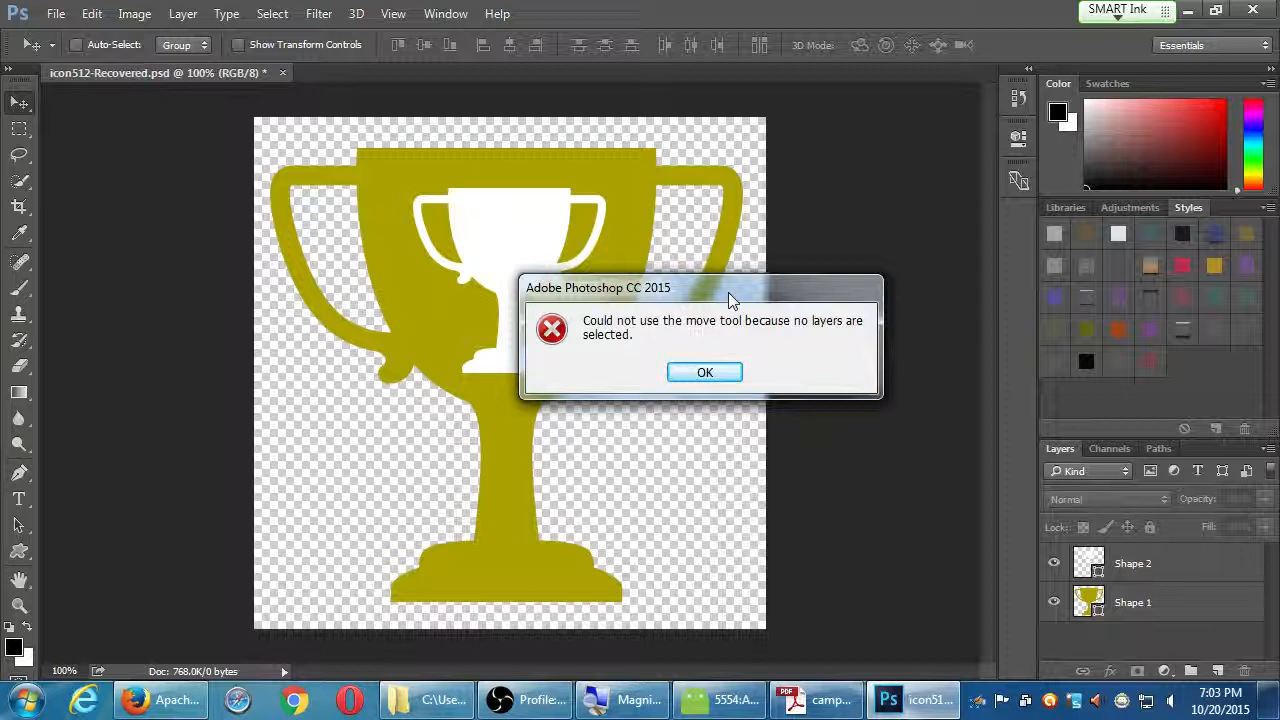 Ps File Edit Image Layer Type Select Filter 3D View Window Help SMART Ink
Auto-Select: Group Show Transform Controls 3D Mode: Essentials
icon512-Recovered.psd @ 100% (RGB/8) *
Color Swatches
Libraries Adjustments Styles
Adobe Photoshop CC 2015
Could not use the move tool because no layers are
selected.
OK
Layers Channels Paths
Kind
Normal Opacity:
Lock: Fill:
Shape 2
Shape 1
100% Doc: 768.0K/0 bytes
Apach... C:\Use... Profile:... Magni... 5554:A... PDF camp... Ps icon51...
7:03 PM
10/20/2015